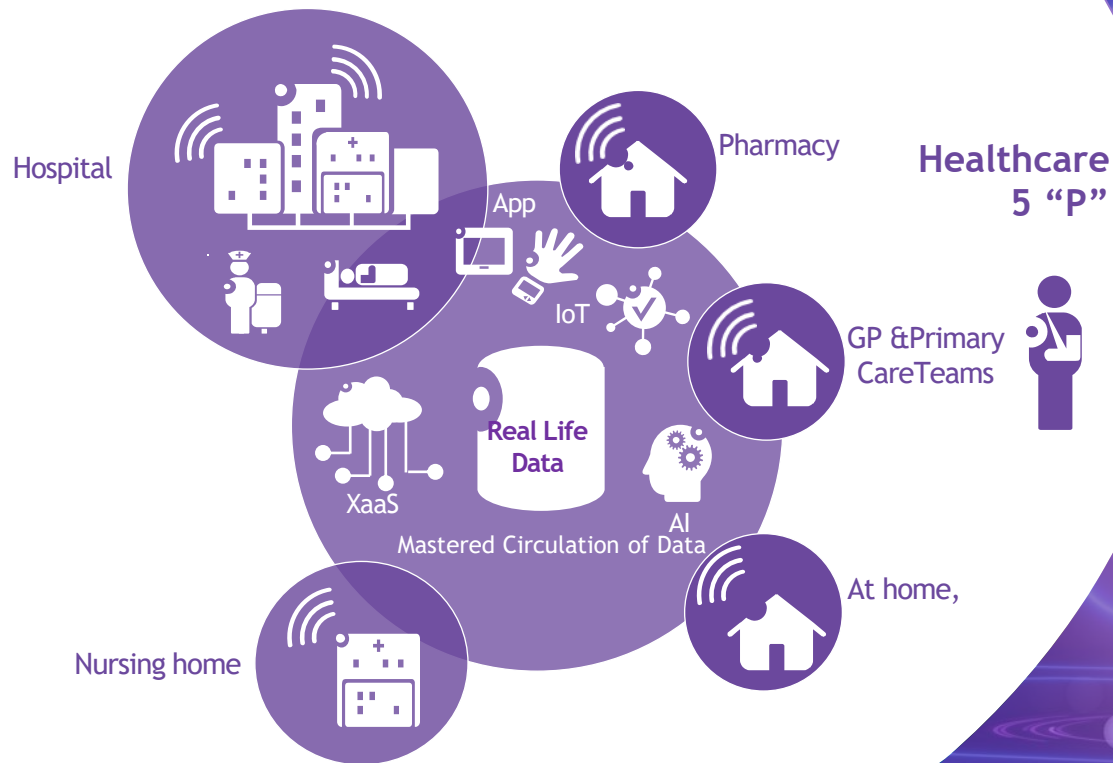 Hospital
Pharmacy
Healthcare
5 “P”
App
IoT
GP &Primary
CareTeams
Real Life
Data
XaaS
AI
Mastered Circulation of Data
At home,
Nursing home